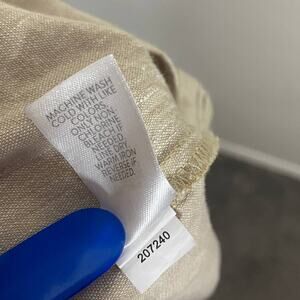 MACHINE WASH
COLD WITH LIKE
COLORS.
ONLY NON
CHLORINE
BLEACH IF
NEEDED.
LINE DRY.
WARM IRON
REVERSE IF
NEEDED.
207240